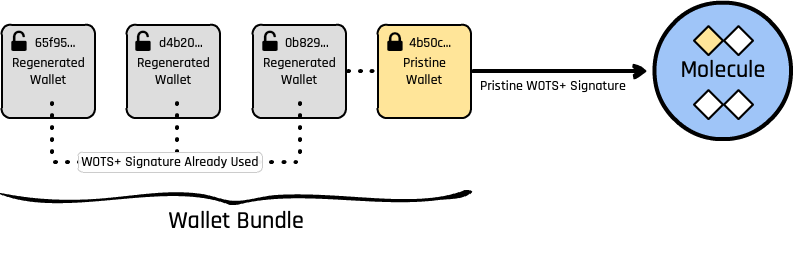 65f95...
Regenerated
Wallet
d4b20...
Regenerated
Wallet
0b829...
Regenerated
Wallet
4b50c...
Pristine
Wallet
Pristine WOTS+ Signature
Molecule
WOTS+ Signature Already Used
Wallet Bundle